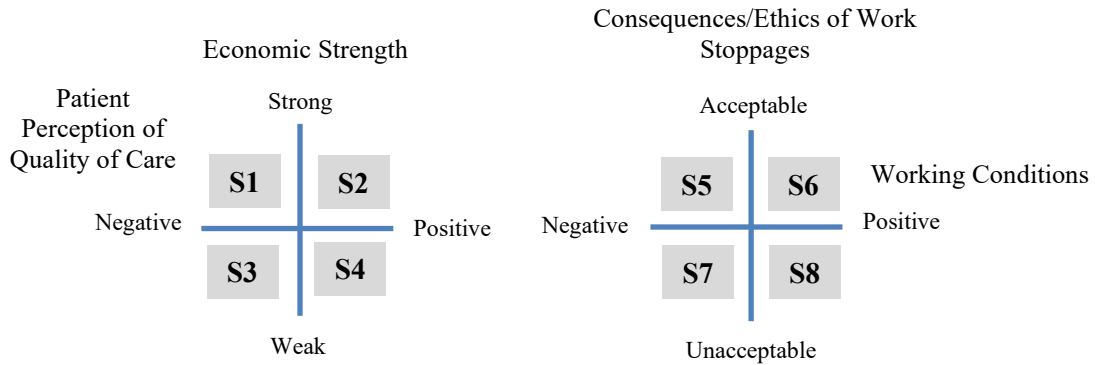 Economic Strength
Patient
Perception of
Quality of Care
Strong
S1
S2
Negative
Positive
S3
S4
Weak
Consequences/Ethics of Work
Stoppages
Acceptable
S5
S6
Working Conditions
Negative
Positive
S7
S8
Unacceptable